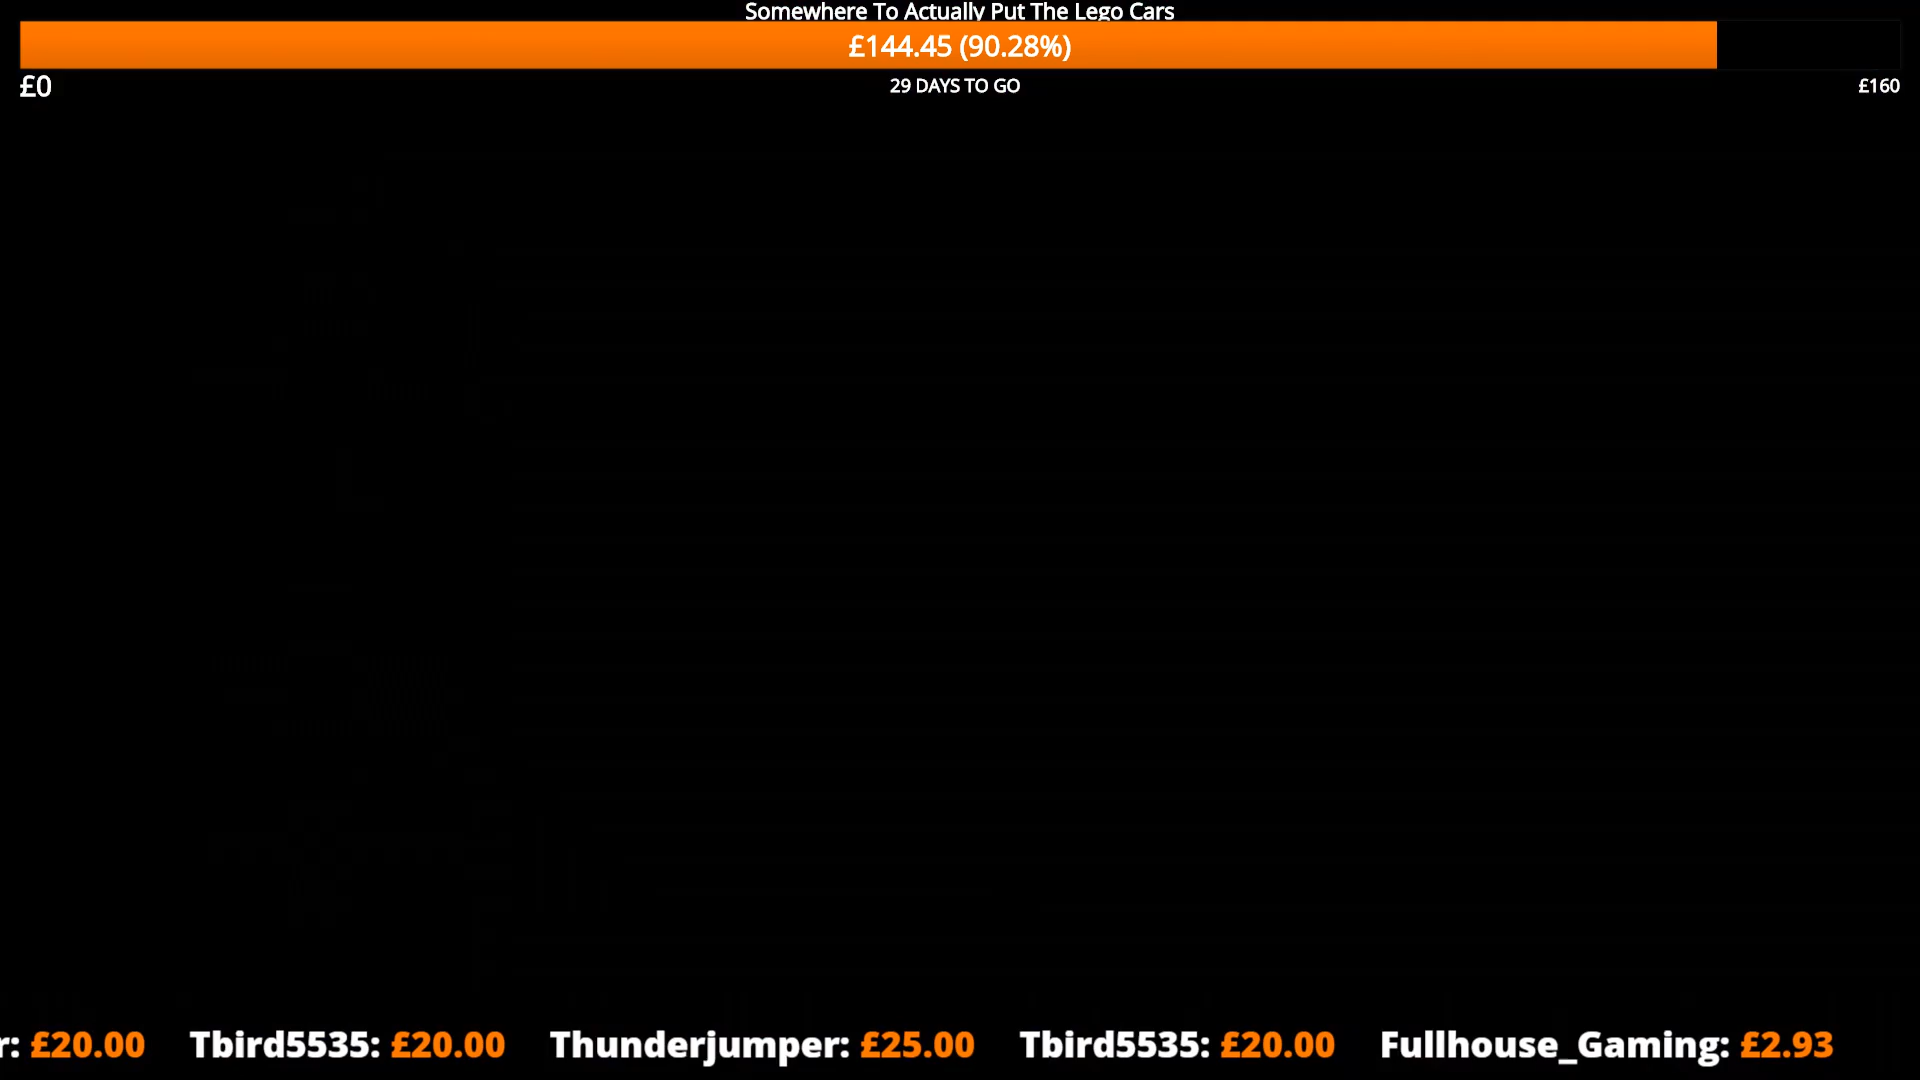 Somewhere To Actually Put The Lego Cars
£144.45 (90.28%)
£0 29 DAYS TO GO £160
r: £20.00 Tbird5535: £20.00 Thunderjumper: £25.00 Tbird5535: £20.00 Fullhouse_Gaming: £2.93